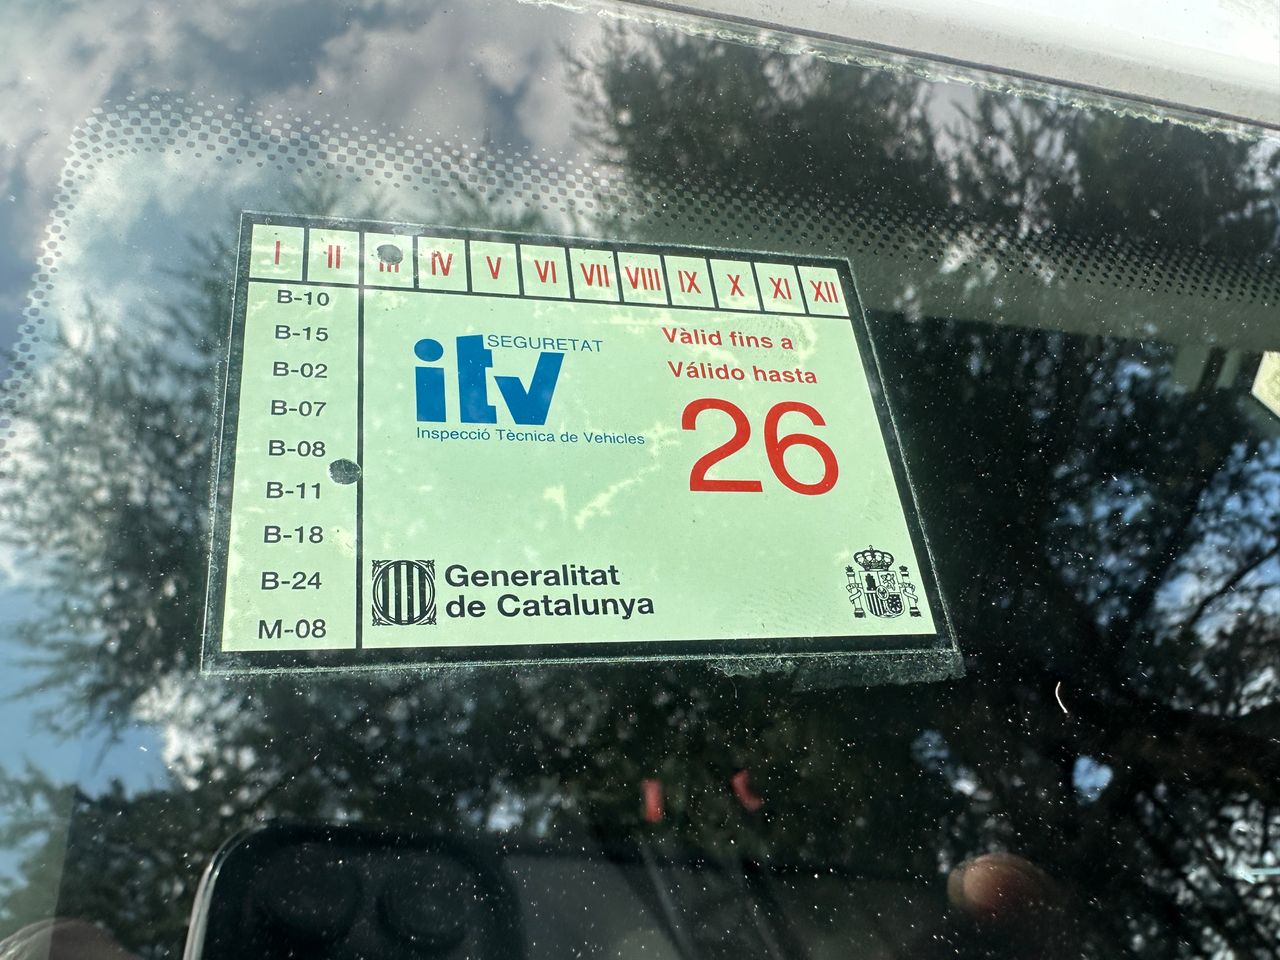 I II III IV V VI VII VIII IX X XI XII
B-10
B-15
B-02
B-07
B-08
B-11
B-18
B-24
M-08
itv SEGURETAT
Inspecció Tècnica de Vehicles
Vàlid fins a
Válido hasta
26
Generalitat
de Catalunya